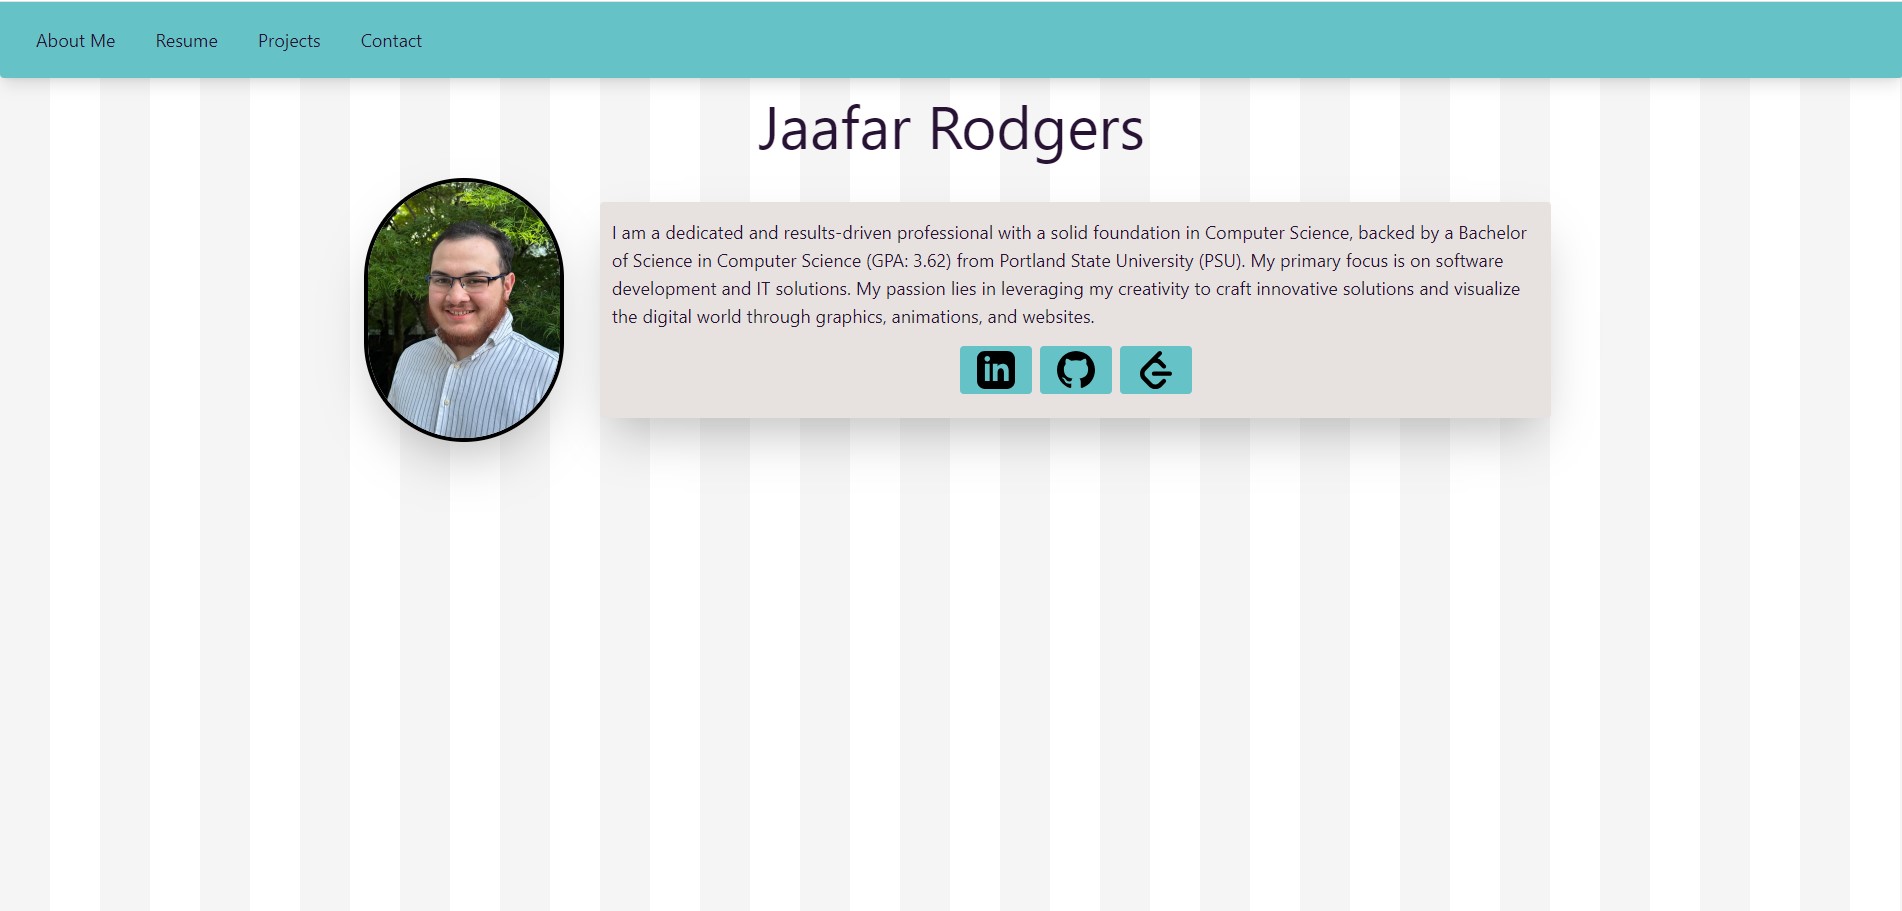 About Me Resume Projects Contact
Jaafar Rodgers
I am a dedicated and results-driven professional with a solid foundation in Computer Science, backed by a Bachelor
of Science in Computer Science (GPA: 3.62) from Portland State University (PSU). My primary focus is on software
development and IT solutions. My passion lies in leveraging my creativity to craft innovative solutions and visualize
the digital world through graphics, animations, and websites.
in